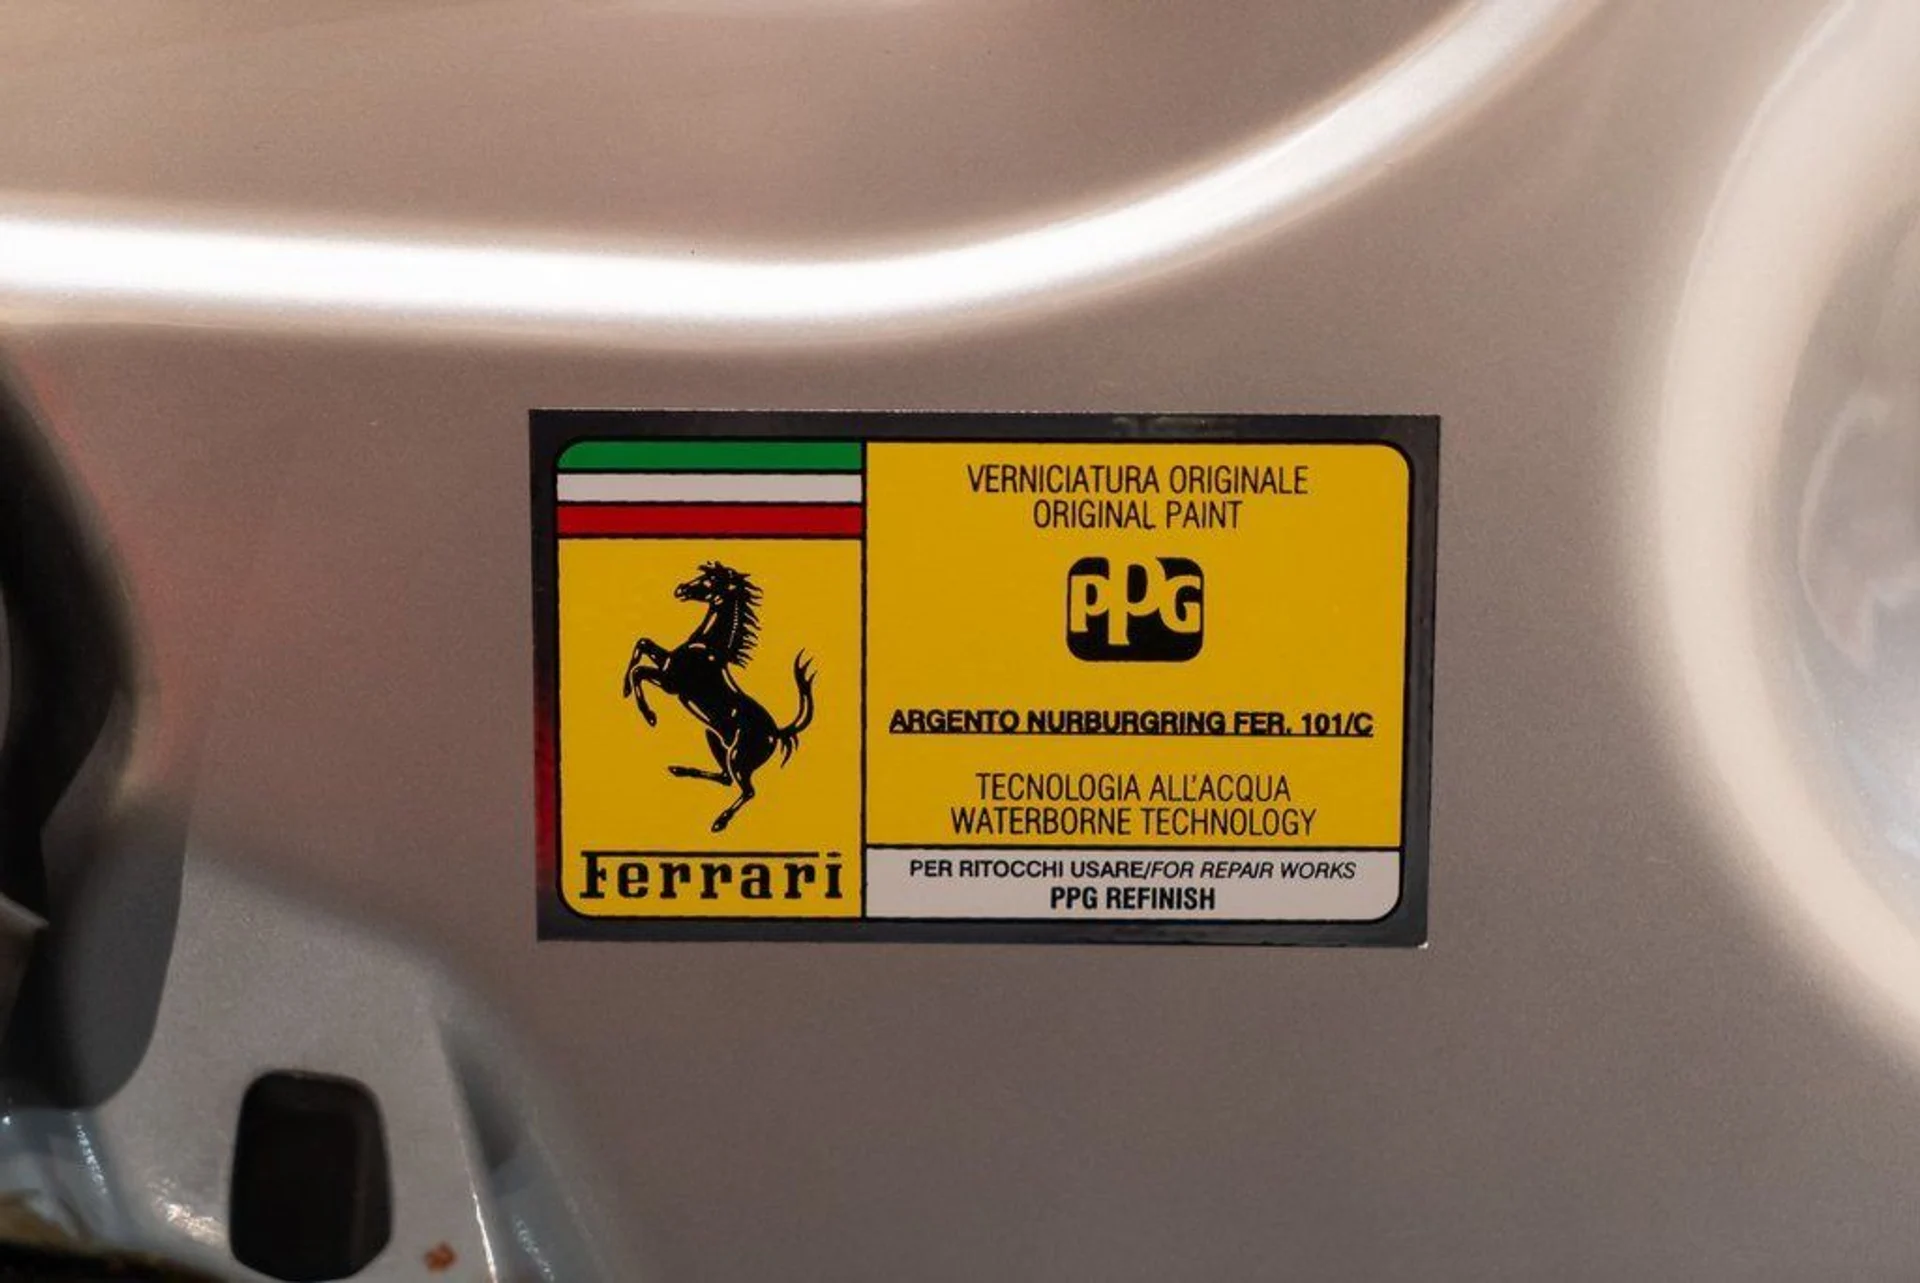 VERNICIATURA ORIGINALE
ORIGINAL PAINT
PPG
ARGENTO NURBURGRING FER. 101/C
TECNOLOGIA ALL'ACQUA
WATERBORNE TECHNOLOGY
PER RITOCCHI USARE/FOR REPAIR WORKS
PPG REFINISH
Ferrari